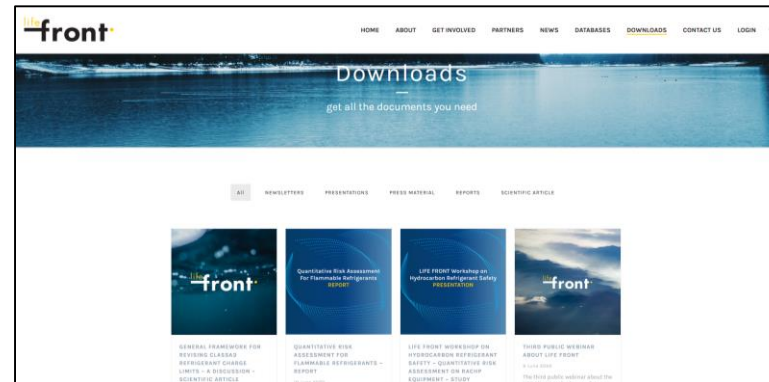 life front
HOME ABOUT GET INVOLVED PARTNERS NEWS DATABASES DOWNLOADS CONTACT US LOGIN
Downloads
get all the documents you need
All NEWSLETTERS PRESENTATIONS PRESS MATERIAL REPORTS SCIENTIFIC ARTICLE
life front
Quantitative Risk Assessment
For Flammable Refrigerants
REPORT
LIFE FRONT Workshop on
Hydrocarbon Refrigerant Safety
PRESENTATION
life front
GENERAL FRAMEWORK FOR
REVISING CLASS A3
REFRIGERANT CHARGE
LIMITS – A DISCUSSION –
SCIENTIFIC ARTICLE
QUANTITATIVE RISK
ASSESSMENT FOR
FLAMMABLE REFRIGERANTS –
REPORT
LIFE FRONT WORKSHOP ON
HYDROCARBON REFRIGERANT
SAFETY – QUANTITATIVE RISK
ASSESSMENT ON RACHP
EQUIPMENT – STUDY
THIRD PUBLIC WEBINAR
ABOUT LIFE FRONT
The third public webinar about the